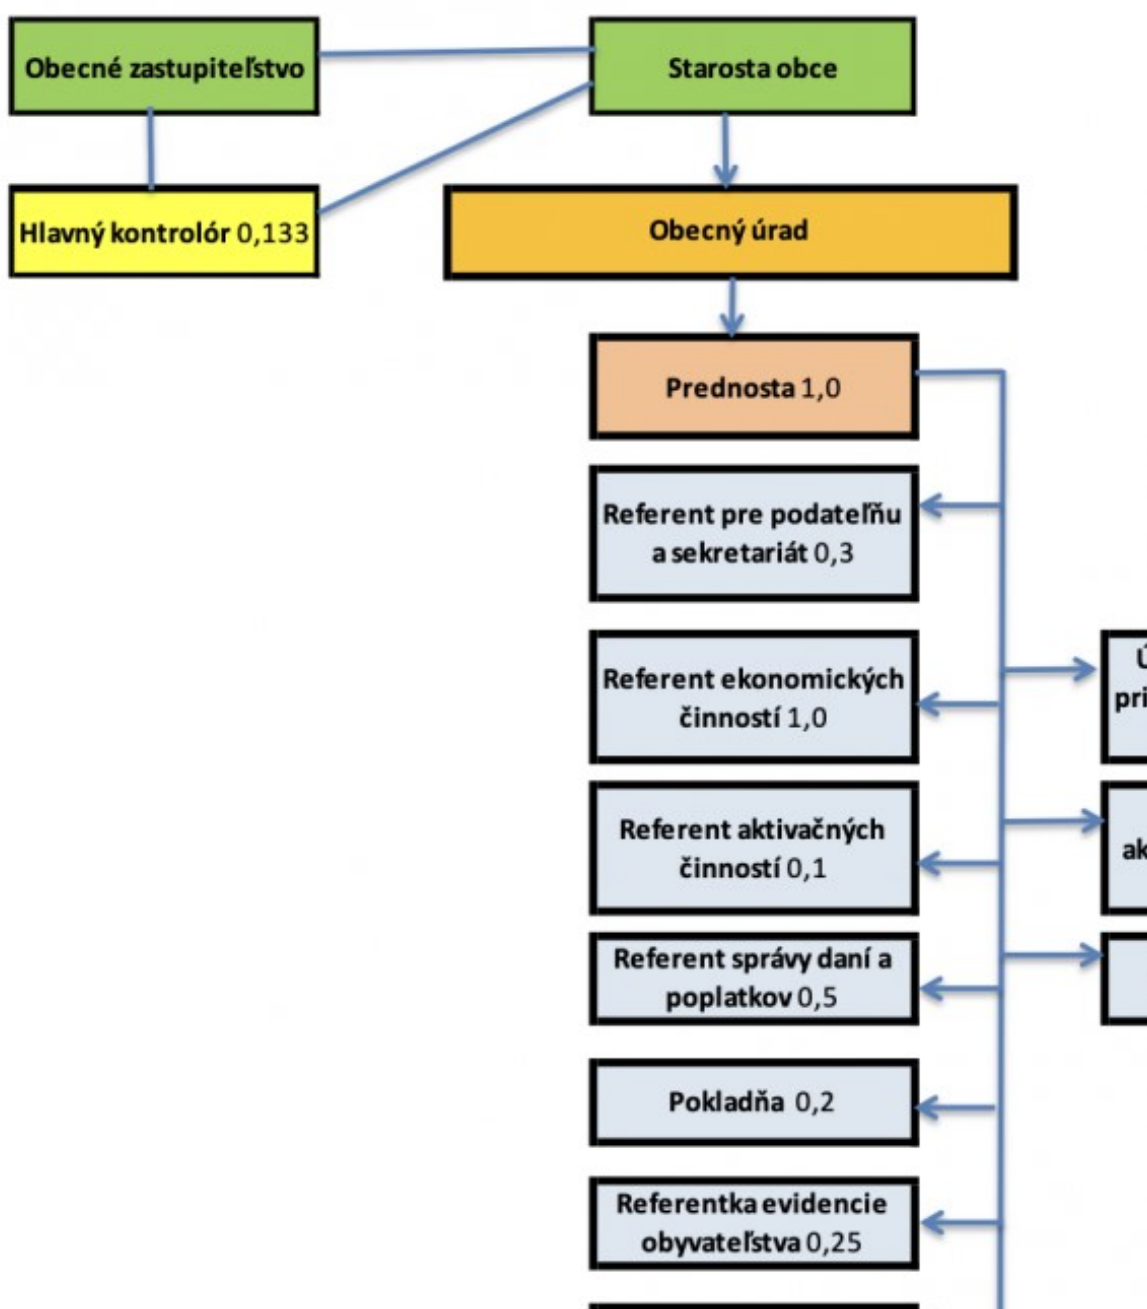 Obecné zastupiteľstvo
Starosta obce
Hlavný kontrolór 0,133
Obecný úrad
Prednosta 1,0
Referent pre podateľňu
a sekretariát 0,3
Referent ekonomických
činností 1,0
Referent aktivačných
činností 0,1
Referent správy daní a
poplatkov 0,5
Pokladňa 0,2
Referentka evidencie
obyvateľstva 0,25